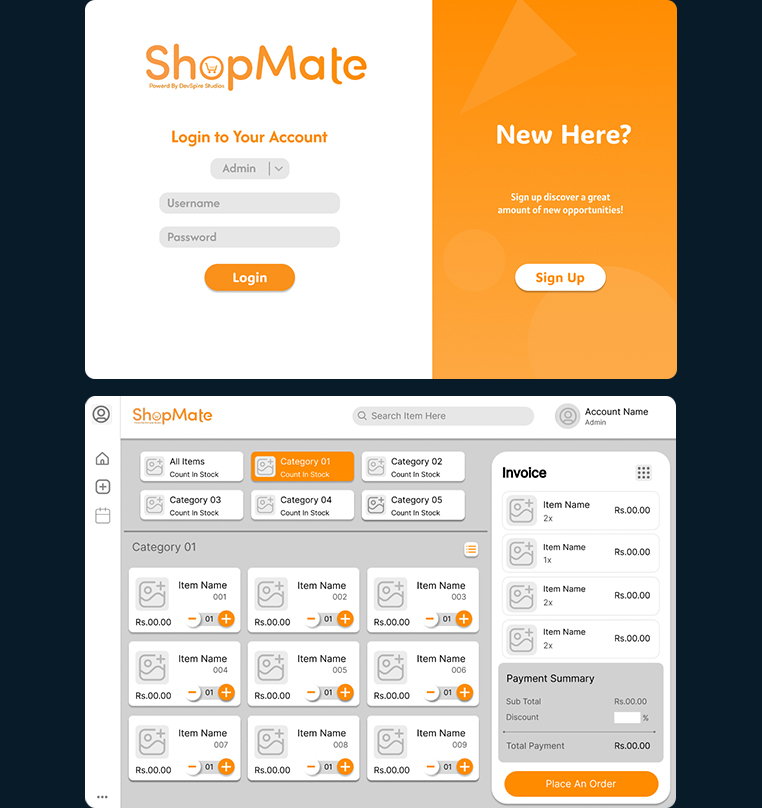 ShopMate
Powerd By DevSpire Studios
Login to Your Account
Admin
Username
Password
Login
New Here?
Sign up discover a great
amount of new opportunities!
Sign Up
ShopMate
Search Item Here
Account Name
Admin
All Items
Count In Stock
Category 01
Count In Stock
Category 02
Count In Stock
Category 03
Count In Stock
Category 04
Count In Stock
Category 05
Count In Stock
Category 01
Item Name
001
Rs.00.00
01
Item Name
002
Rs.00.00
01
Item Name
003
Rs.00.00
01
Item Name
004
Rs.00.00
01
Item Name
005
Rs.00.00
01
Item Name
006
Rs.00.00
01
Item Name
007
Rs.00.00
01
Item Name
008
Rs.00.00
01
Item Name
009
Rs.00.00
01
Invoice
Item Name
2x
Rs.00.00
Item Name
1x
Rs.00.00
Item Name
2x
Rs.00.00
Item Name
2x
Rs.00.00
Payment Summary
Sub Total Rs.00.00
Discount %
Total Payment Rs.00.00
Place An Order